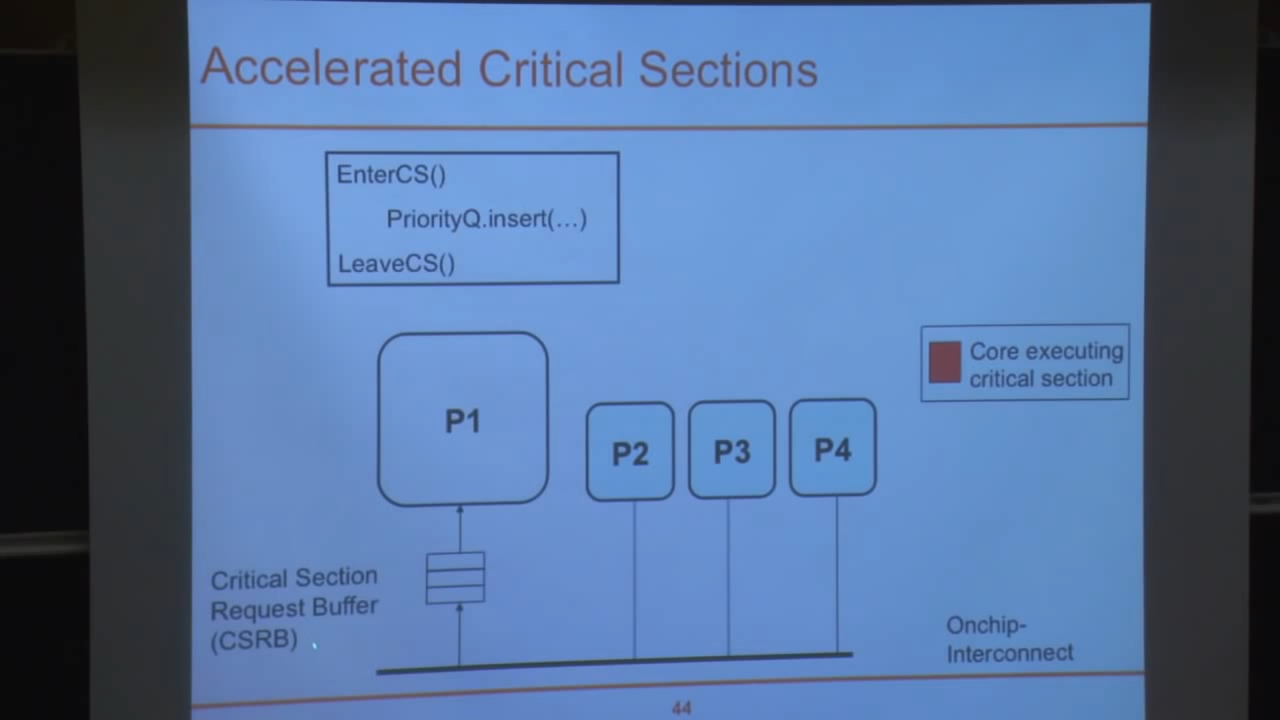 Accelerated Critical Sections
EnterCS()
PriorityQ.insert(…)
LeaveCS()
Core executing
critical section
P1
P2
P3
P4
Critical Section
Request Buffer
(CSRB)
Onchip-
Interconnect
44